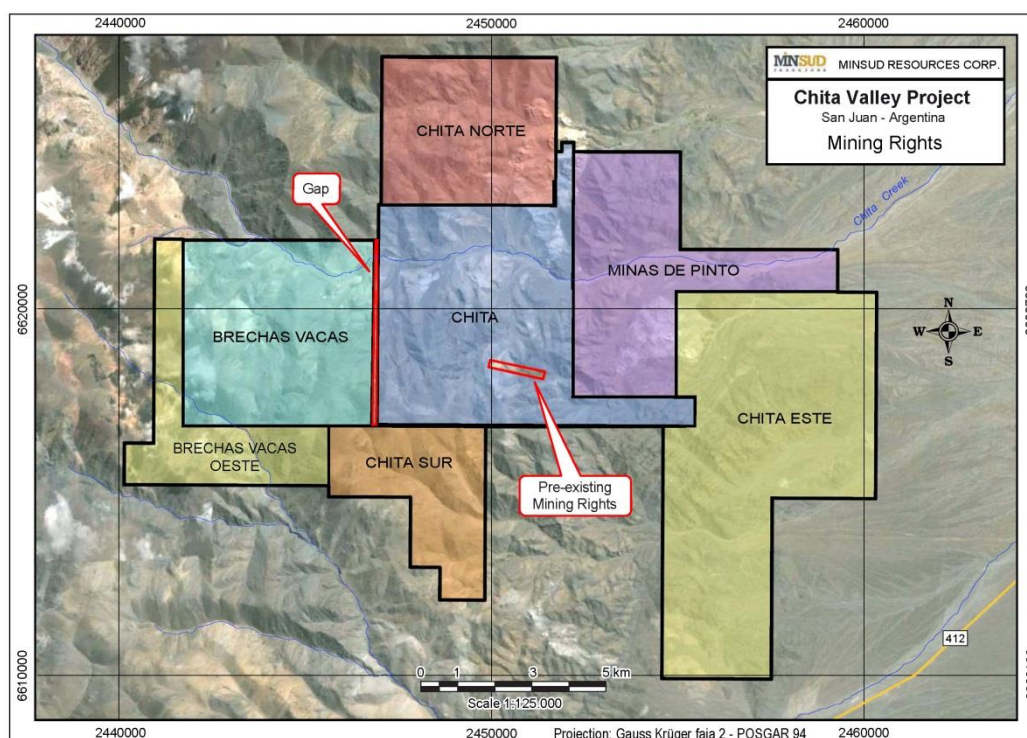 2440000
2450000
2460000
MINSUD
RESOURCES
MINSUD RESOURCES CORP.
Chita Valley Project
San Juan - Argentina
Mining Rights
CHITA NORTE
Gap
Chita Creek
MINAS DE PINTO
6620000
BRECHAS VACAS
CHITA
N
W E
S
CHITA ESTE
BRECHAS VACAS
OESTE
CHITA SUR
Pre-existing
Mining Rights
412
0 1 3 5 km
Scale 1:125.000
6610000
2440000
2450000
Projection: Gauss Krüger faja 2 - POSGAR 94
2460000